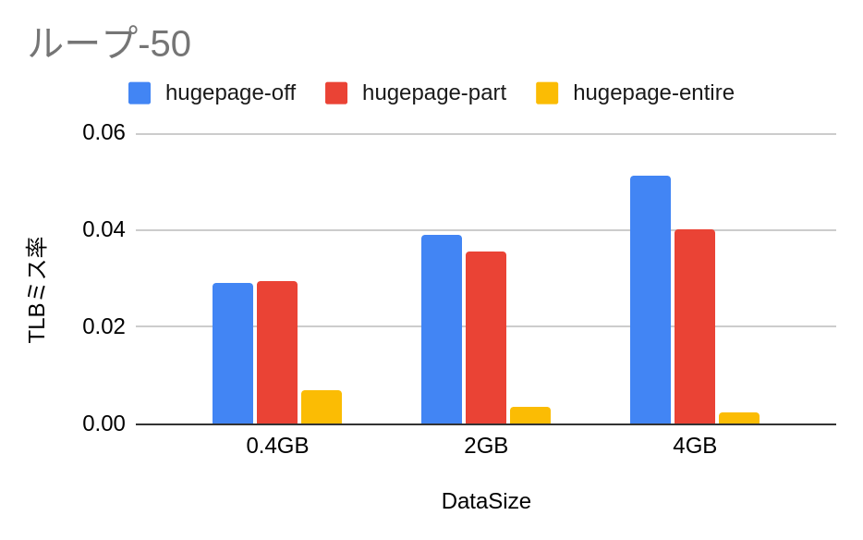 ループ-50
hugepage-off hugepage-part hugepage-entire
0.06
0.04
0.02
0.00
TLBミス率
0.4GB 2GB 4GB
DataSize